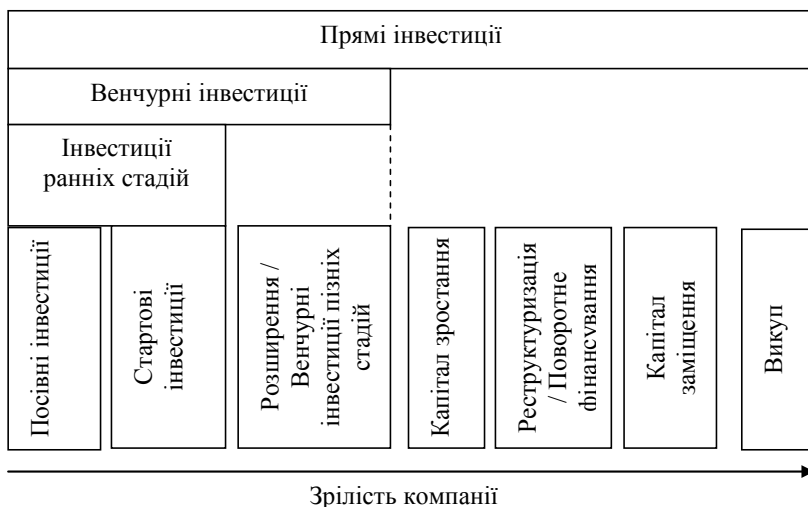 Прямі інвестиції
Венчурні інвестиції
Інвестиції
ранніх стадій
Посівні інвестиції
Стартові
інвестиції
Розширення /
Венчурні
інвестиції пізніх
стадій
Капітал зростання
Реструктуризація
/ Поворотне
фінансування
Капітал
заміщення
Викуп
Зрілість компанії